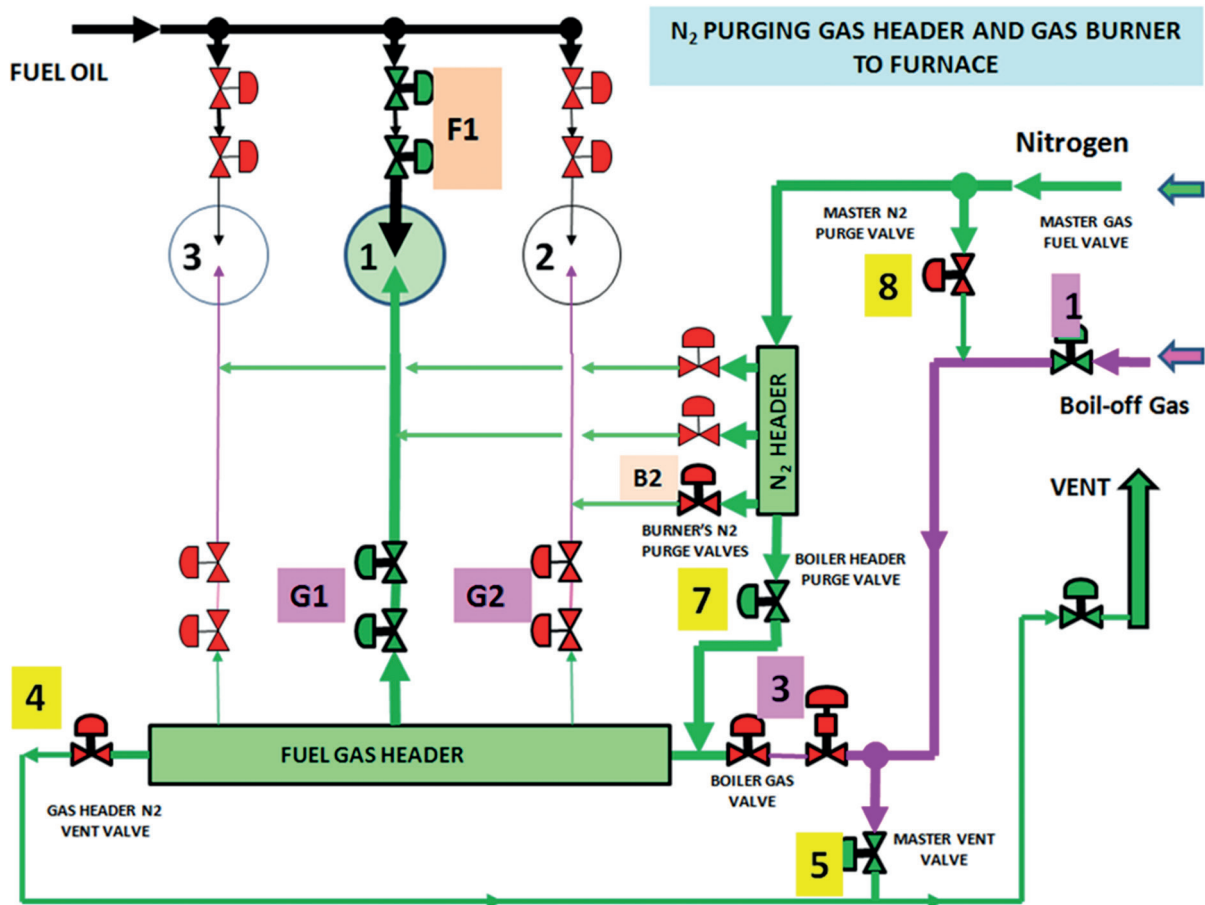 N₂ PURGING GAS HEADER AND GAS BURNER
TO FURNACE
FUEL OIL
F1
Nitrogen
MASTER N2
PURGE VALVE
MASTER GAS
FUEL VALVE
3
1
2
8
1
Boil-off Gas
N₂ HEADER
B2
BURNER'S N2
PURGE VALVES
VENT
BOILER HEADER
PURGE VALVE
G1
G2
7
3
4
FUEL GAS HEADER
BOILER GAS
VALVE
GAS HEADER N2
VENT VALVE
5
MASTER VENT
VALVE